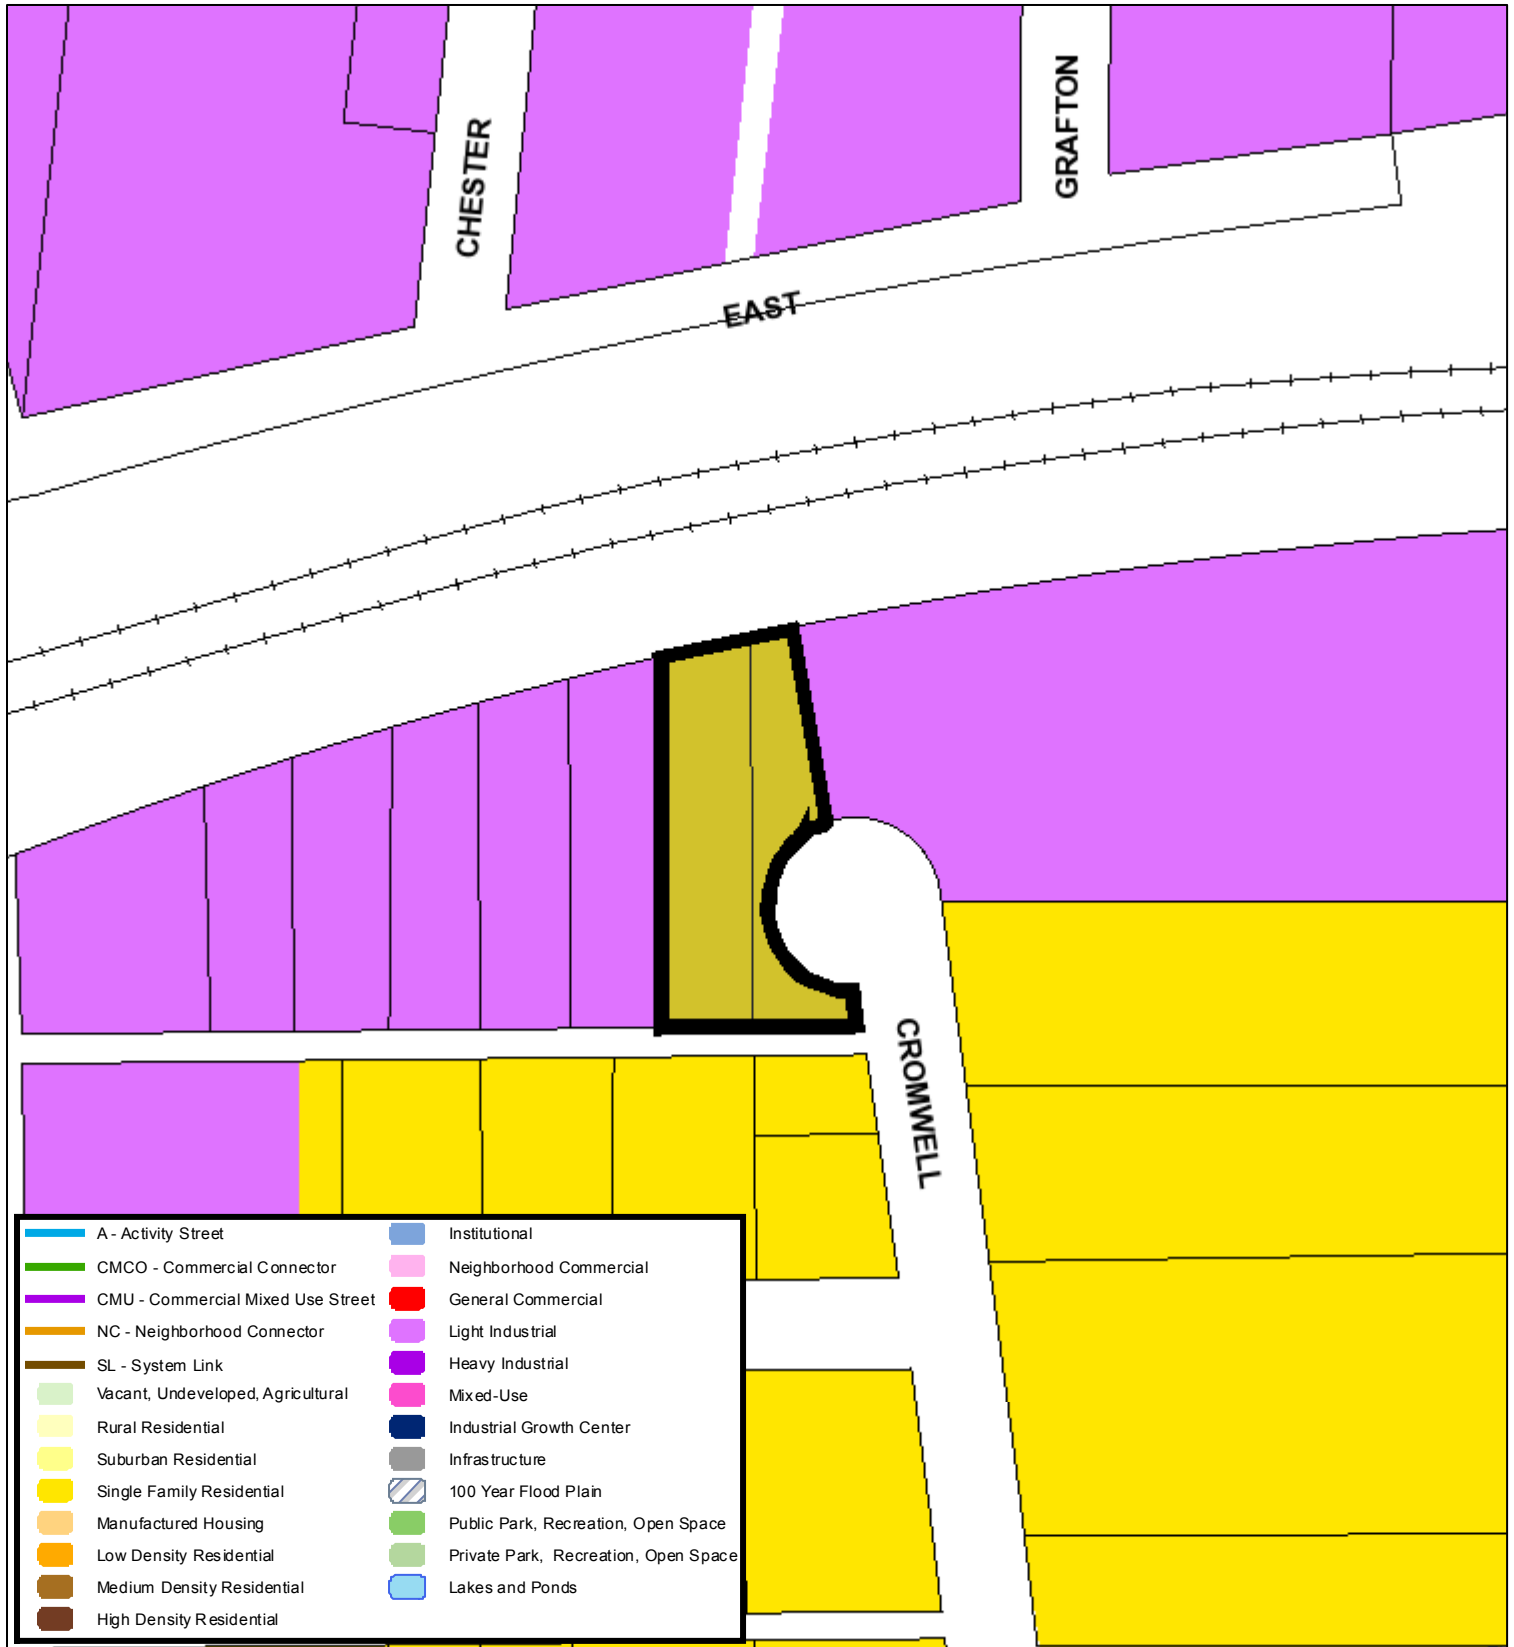 CHESTER
GRAFTON
EAST
CROMWELL
A - Activity Street
CMCO - Commercial Connector
CMU - Commercial Mixed Use Street
NC - Neighborhood Connector
SL - System Link
Vacant, Undeveloped, Agricultural
Rural Residential
Suburban Residential
Single Family Residential
Manufactured Housing
Low Density Residential
Medium Density Residential
High Density Residential
Institutional
Neighborhood Commercial
General Commercial
Light Industrial
Heavy Industrial
Mixed-Use
Industrial Growth Center
Infrastructure
100 Year Flood Plain
Public Park, Recreation, Open Space
Private Park, Recreation, Open Space
Lakes and Ponds